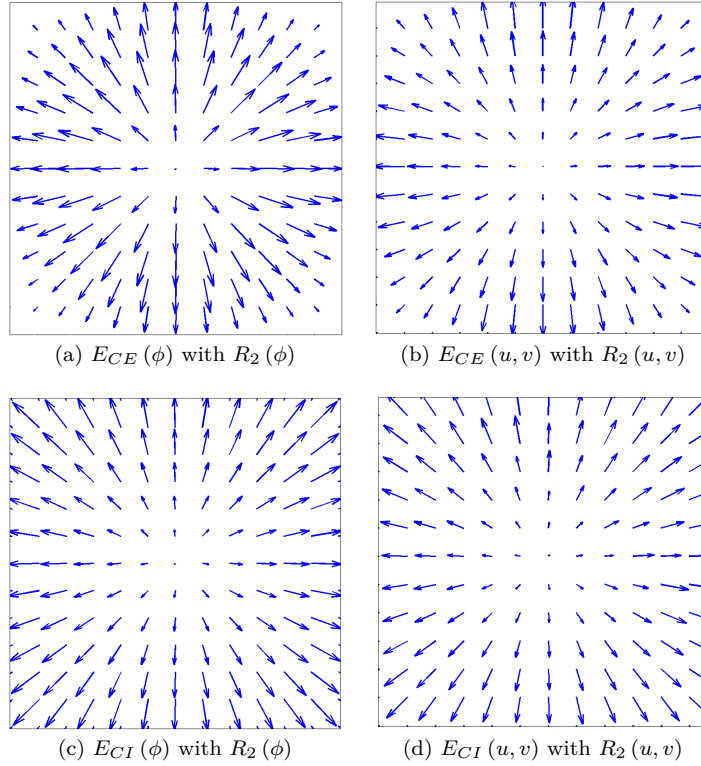 (a) E_{CE} (ϕ) with R_2 (ϕ)
(b) E_{CE} (u, v) with R_2 (u, v)
(c) E_{CI} (ϕ) with R_2 (ϕ)
(d) E_{CI} (u, v) with R_2 (u, v)